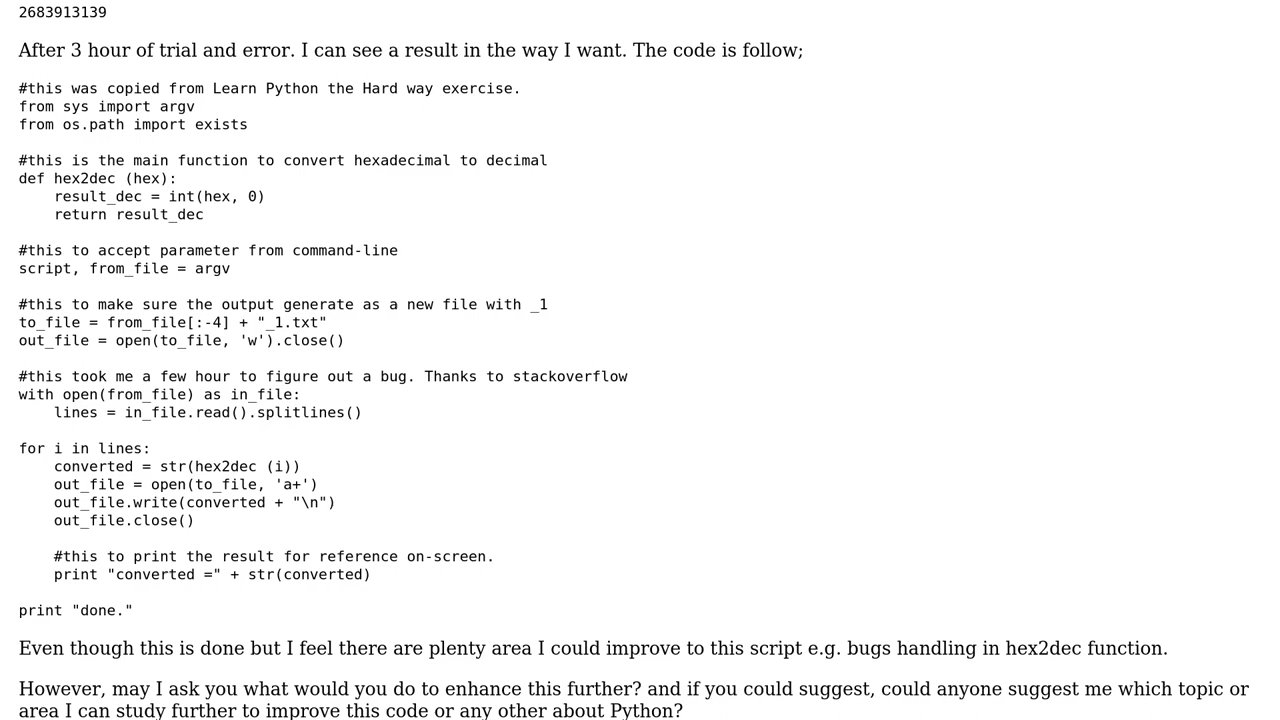 2683913139
After 3 hour of trial and error. I can see a result in the way I want. The code is follow;
#this was copied from Learn Python the Hard way exercise.
from sys import argv
from os.path import exists
#this is the main function to convert hexadecimal to decimal
def hex2dec (hex):
    result_dec = int(hex, 0)
    return result_dec
#this to accept parameter from command-line
script, from_file = argv
#this to make sure the output generate as a new file with _1
to_file = from_file[:-4] + "_1.txt"
out_file = open(to_file, 'w').close()
#this took me a few hour to figure out a bug. Thanks to stackoverflow
with open(from_file) as in_file:
    lines = in_file.read().splitlines()
for i in lines:
    converted = str(hex2dec (i))
    out_file = open(to_file, 'a+')
    out_file.write(converted + "\n")
    out_file.close()
    #this to print the result for reference on-screen.
    print "converted =" + str(converted)
print "done."
Even though this is done but I feel there are plenty area I could improve to this script e.g. bugs handling in hex2dec function.
However, may I ask you what would you do to enhance this further? and if you could suggest, could anyone suggest me which topic or
area I can study further to improve this code or any other about Python?